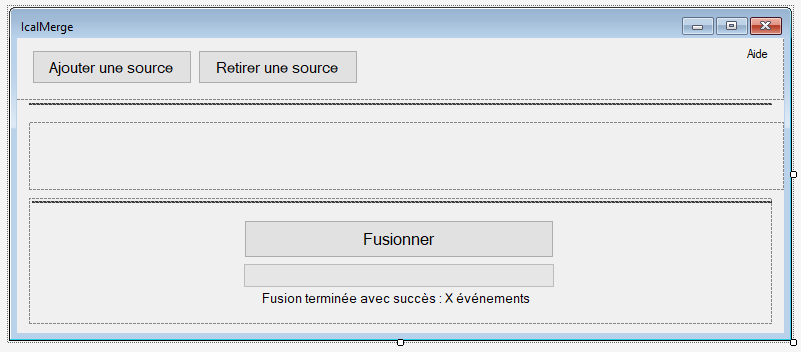 IcalMerge
Ajouter une source Retirer une source Aide
Fusionner
Fusion terminée avec succès : X événements